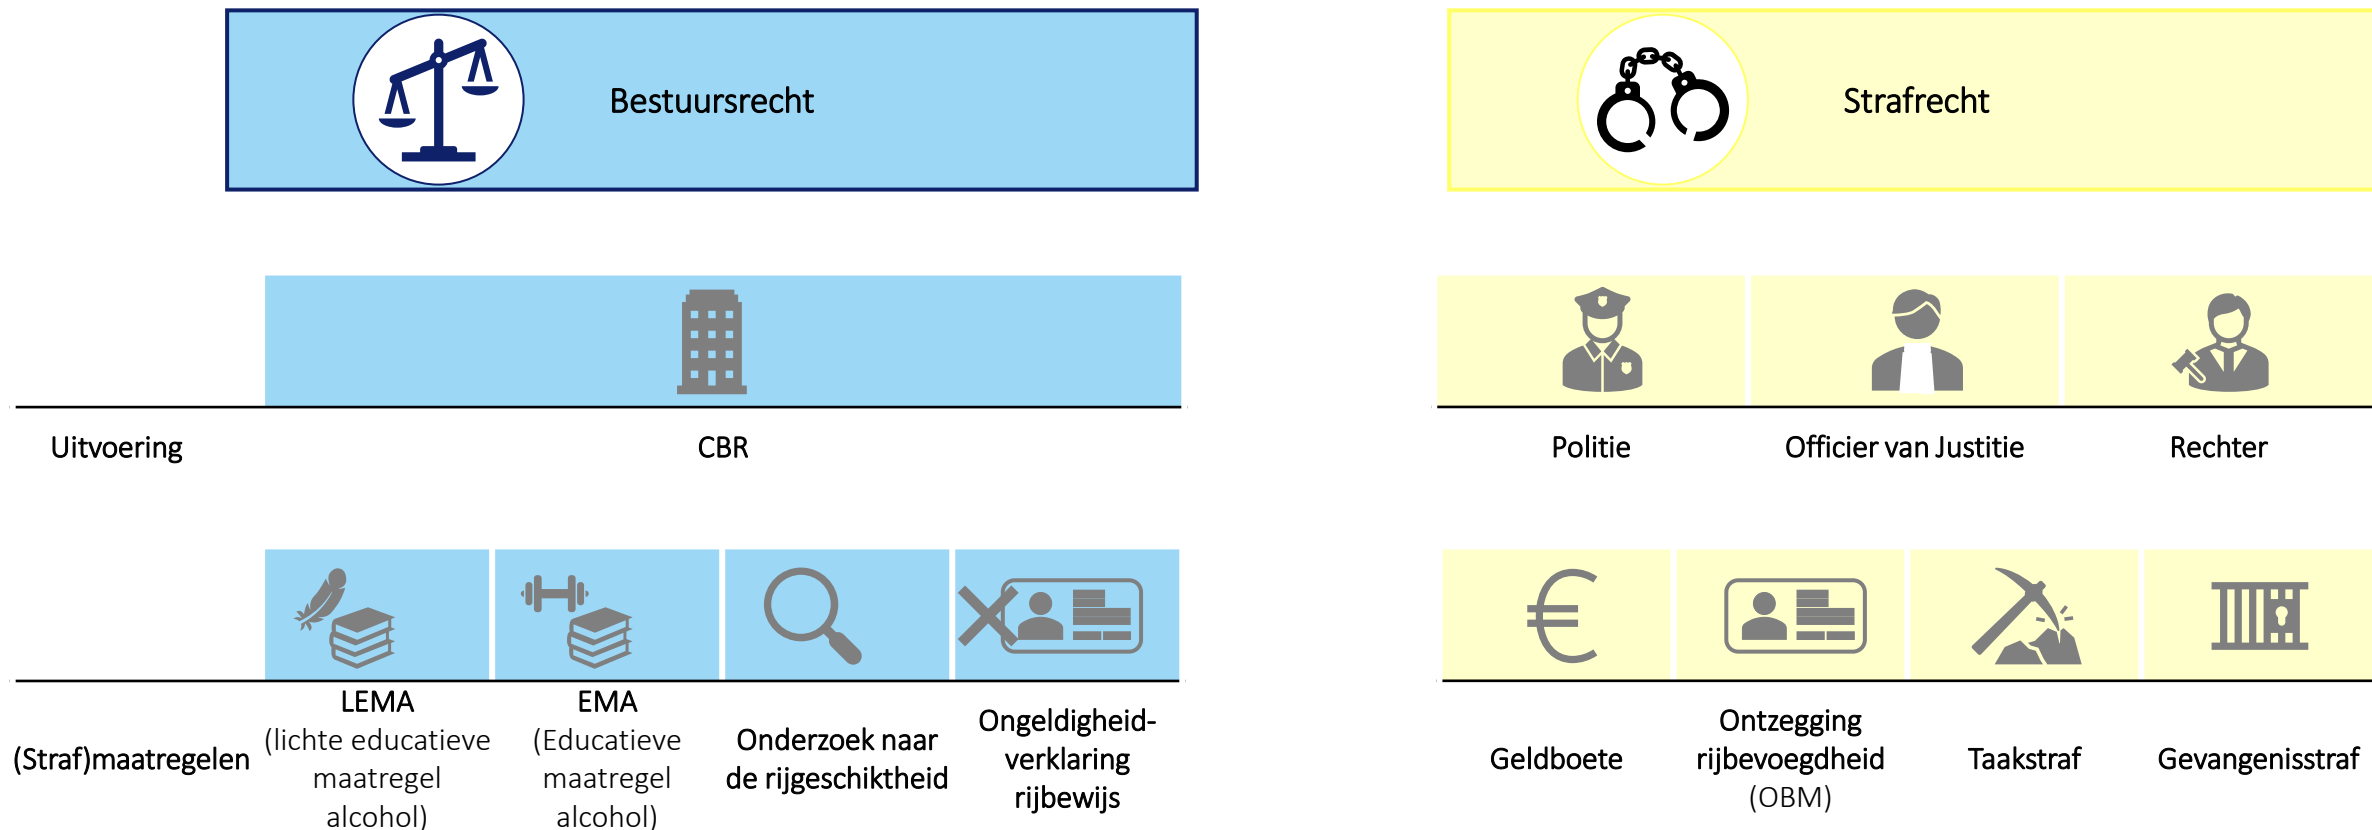 Bestuursrecht
Strafrecht
Uitvoering
CBR
Politie
Officier van Justitie
Rechter
(Straf)maatregelen
LEMA
(lichte educatieve
maatregel
alcohol)
EMA
(Educatieve
maatregel
alcohol)
Onderzoek naar
de rijgeschiktheid
Ongeldigheid-
verklaring
rijbewijs
Geldboete
Ontzegging
rijbevoegdheid
(OBM)
Taakstraf
Gevangenisstraf